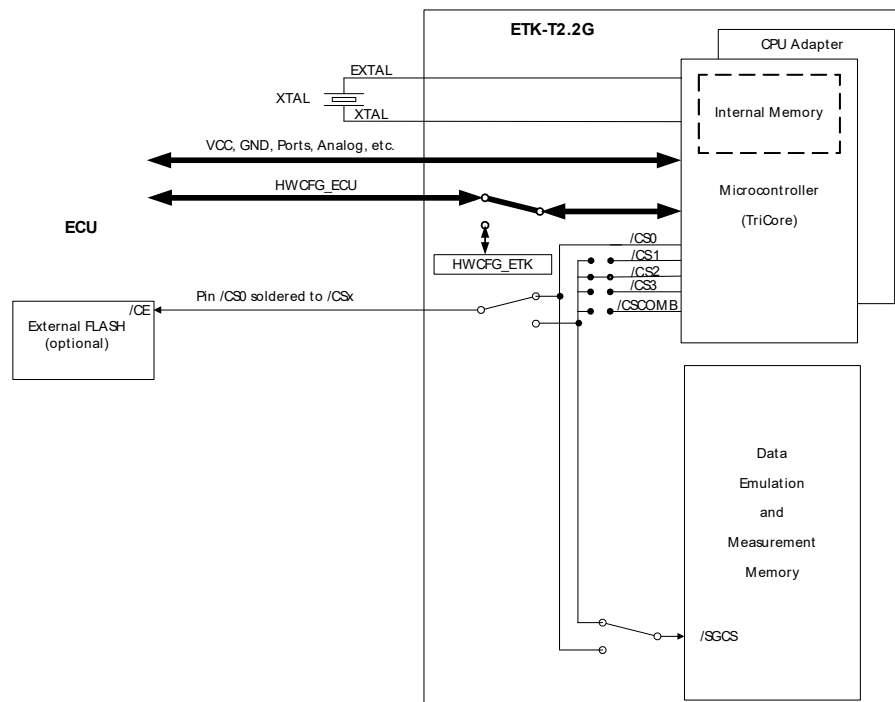 ETK-T2.2G
CPU Adapter
EXTAL
XTAL
XTAL
Internal Memory
VCC, GND, Ports, Analog, etc.
HWCFG_ECU
Microcontroller
(TriCore)
ECU
/CS0
/CS1
HWCFG_ETK
/CS2
/CS3
Pin /CS0 soldered to /CSx
/CE
/CSCOMB
External FLASH
(optional)
Data
Emulation
and
Measurement
Memory
/SGCS